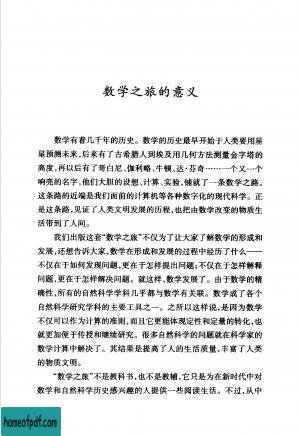 数学之旅的意义
数学有着几千年的历史。数学的历史最早开始于人类要用星
星预测未来,后来有了古希腊人到埃及用几何方法测量金字塔的
高度,再以后有了哥白尼、伽利略、牛顿、达·芬奇……一个又一个
响亮的名字,他们大胆的设想、计算、实验,铺就了一条数学之路。
这条路的近端是我们面前的计算机等各种数字化的现代科学。正
是这条路,见证了人类文明发展的历程,也把由数学改变的物质生
活带到了人间。
我们出版这套“数学之旅”不仅为了让大家了解数学的形成和
发展,还想告诉大家,数学在形成和发展的过程中经历了什么——
不仅在于如何发现问题,更在于怎样提出问题;不仅在于怎样解释
问题,更在于怎样解决问题。就这样,数学发展了。由于数学的精
确性,所有的自然科学学科几乎都与数学有关联。数学成了各个
自然科学研究学科的主要工具之一。之所以这样说,是因为数学
不仅可以作为计算的准则,而且它更能体现定性和定量的转化,也
就更加便于传授和继续研究。很多自然科学的问题就在科学家的
数学计算中解决了。其结果是提高了人的生活质量,丰富了人类
的物质文明。
“数学之旅”不是教科书,也不是教辅,它只是为在新时代中对
数学和自然科学历史感兴趣的人提供一些阅读生活。不过,从中
homeofpdf.com
homeofpdf.com